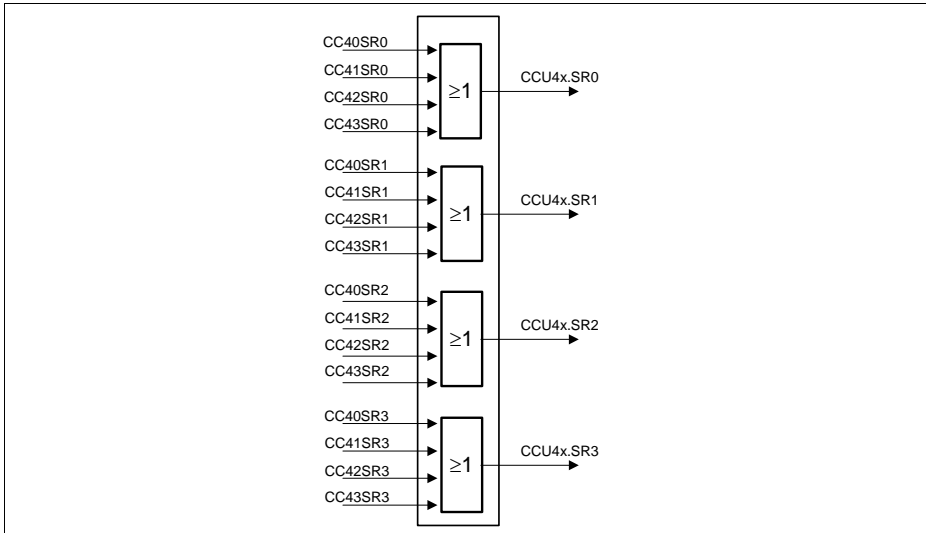 CC40SR0
CC41SR0
CC42SR0
CC43SR0
≥1
CCU4x.SR0
CC40SR1
CC41SR1
CC42SR1
CC43SR1
≥1
CCU4x.SR1
CC40SR2
CC41SR2
CC42SR2
CC43SR2
≥1
CCU4x.SR2
CC40SR3
CC41SR3
CC42SR3
CC43SR3
≥1
CCU4x.SR3